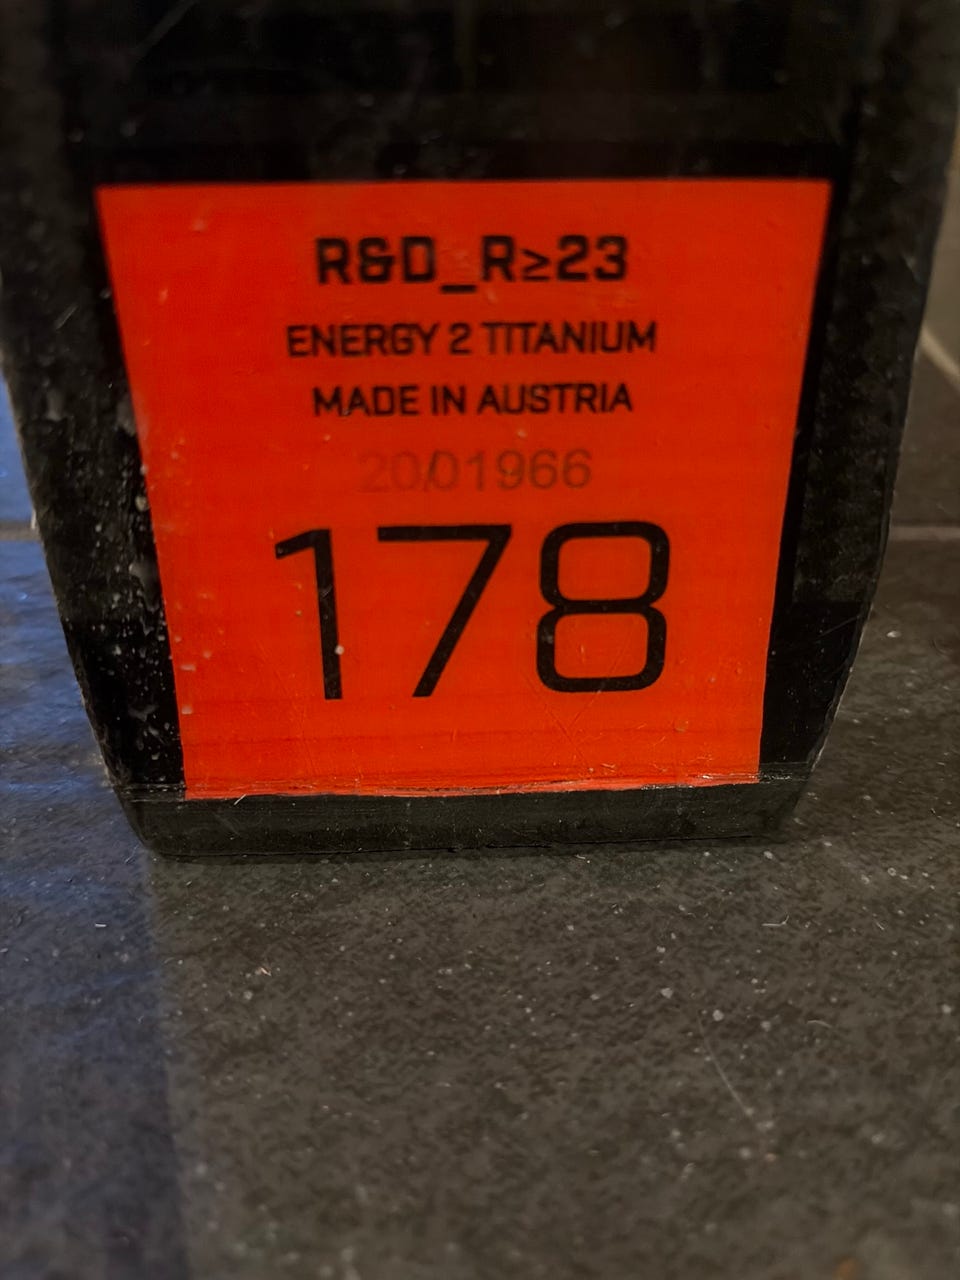 R&D_R≥23
ENERGY 2 TITANIUM
MADE IN AUSTRIA
20/01966
178